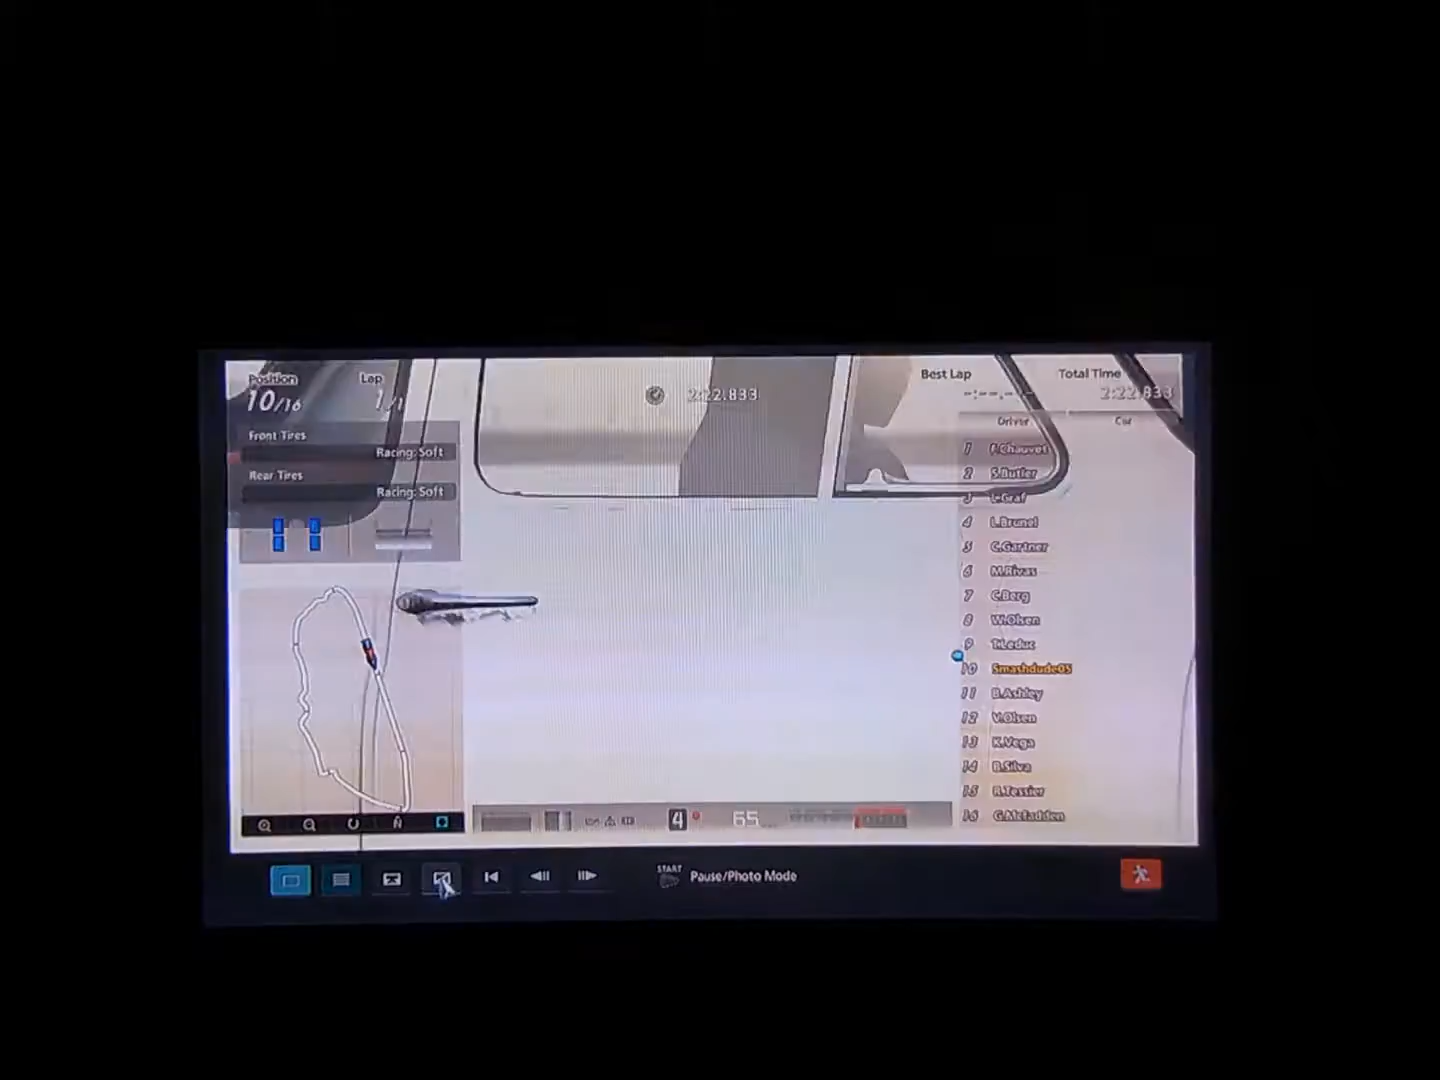 Position
Lap
Best Lap
Total Time
10/16
1/1
2:22.833
-:--.---
2:22.833
Front Tires
Racing: Soft
Rear Tires
Racing: Soft
Driver
Car
1 F.Chauvet
2 S.Butler
3 L.Graf
4 L.Brunel
5 C.Gartner
6 M.Rivas
7 C.Berg
8 W.Olsen
9 T.Leduc
10 Smashdude05
11 B.Ashley
12 V.Olsen
13 K.Vega
14 B.Silva
15 R.Tessier
16 G.Mcfadden
N
4
65
START
Pause/Photo Mode